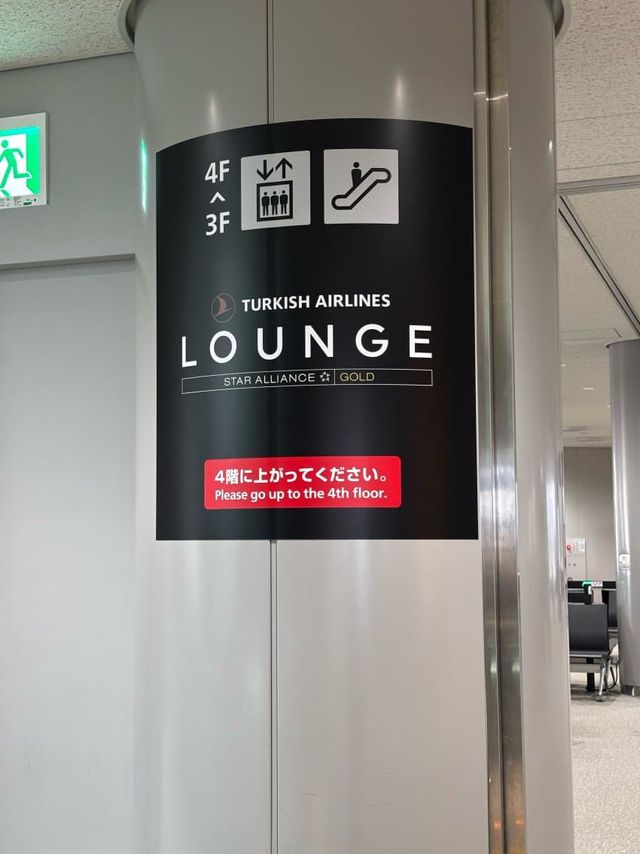 4F
^
3F
TURKISH AIRLINES
LOUNGE
STAR ALLIANCE GOLD
4階に上がってください。
Please go up to the 4th floor.